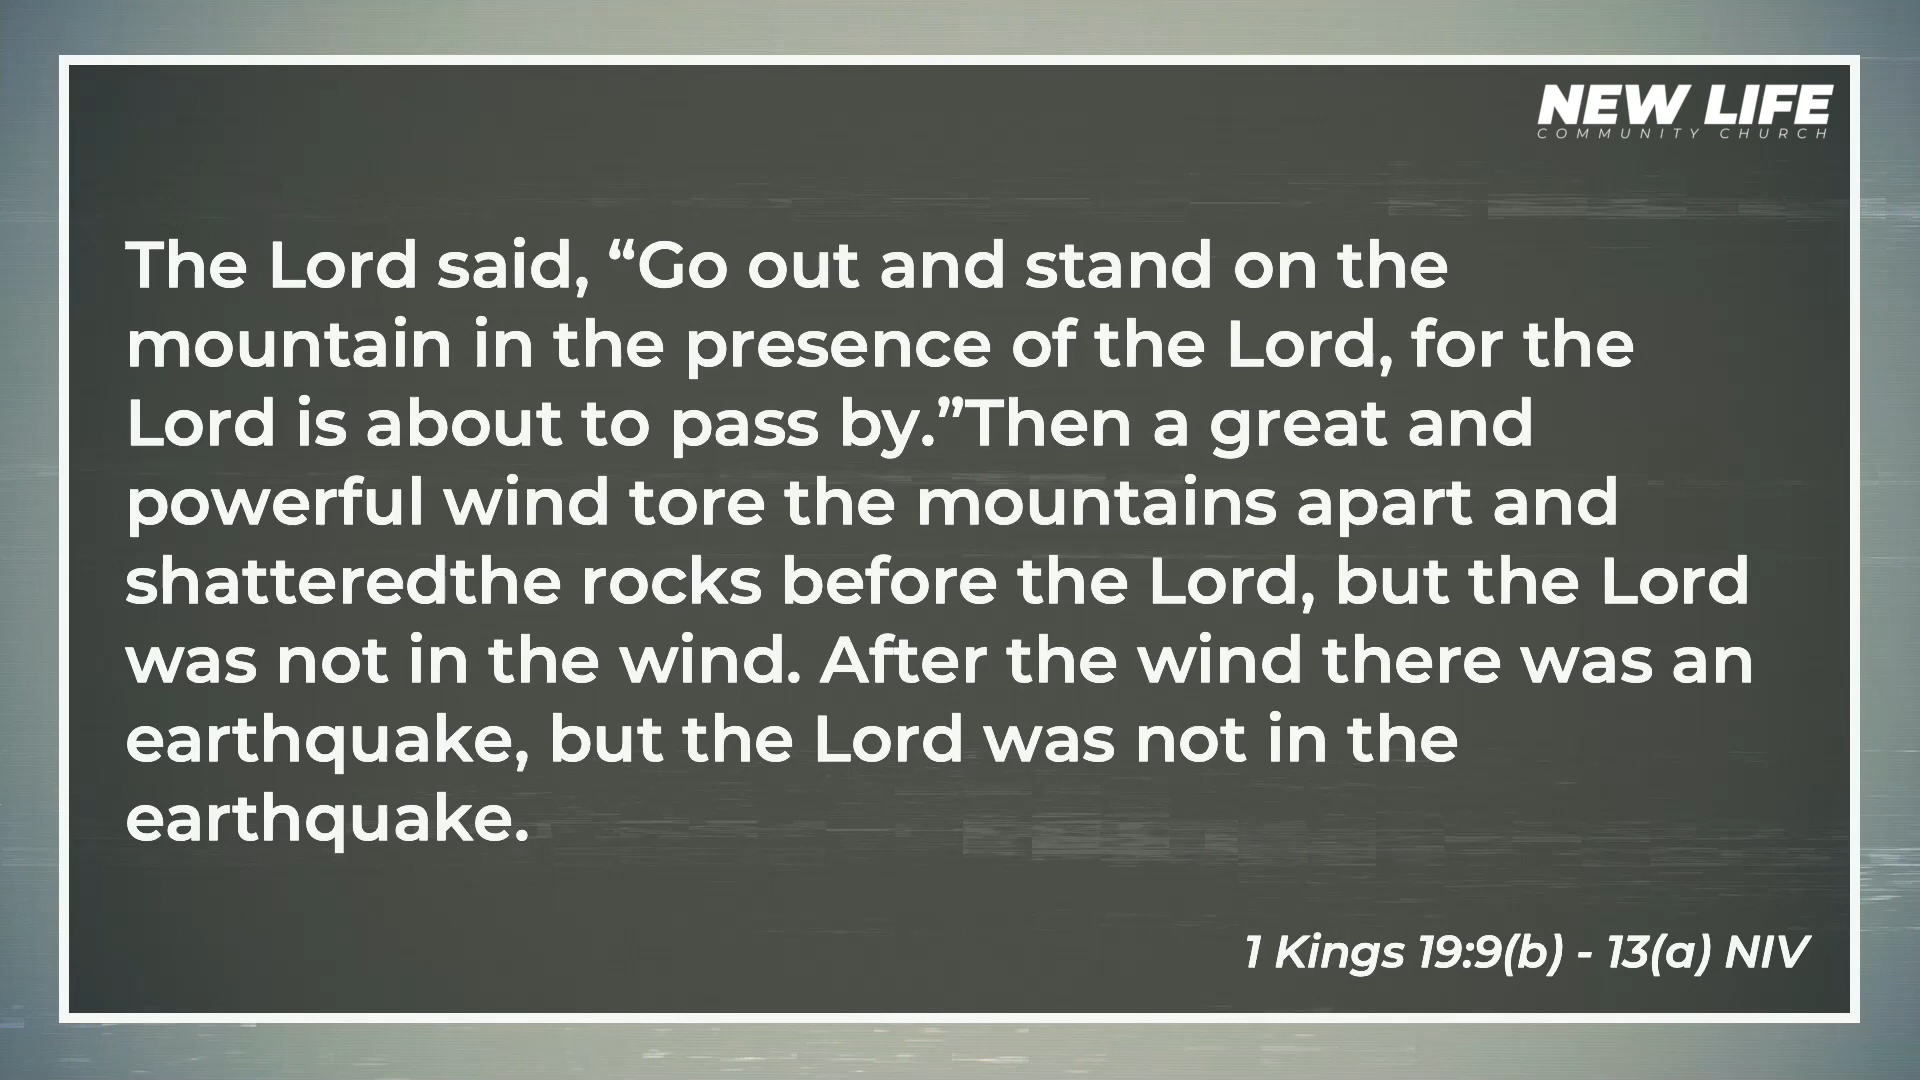 NEW LIFE
COMMUNITY CHURCH
The Lord said, “Go out and stand on the
mountain in the presence of the Lord, for the
Lord is about to pass by.”Then a great and
powerful wind tore the mountains apart and
shatteredthe rocks before the Lord, but the Lord
was not in the wind. After the wind there was an
earthquake, but the Lord was not in the
earthquake.
1 Kings 19:9(b) - 13(a) NIV